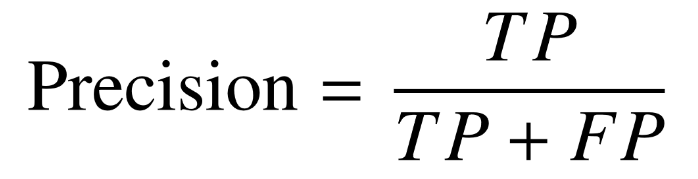 Precision = TP / TP + FP